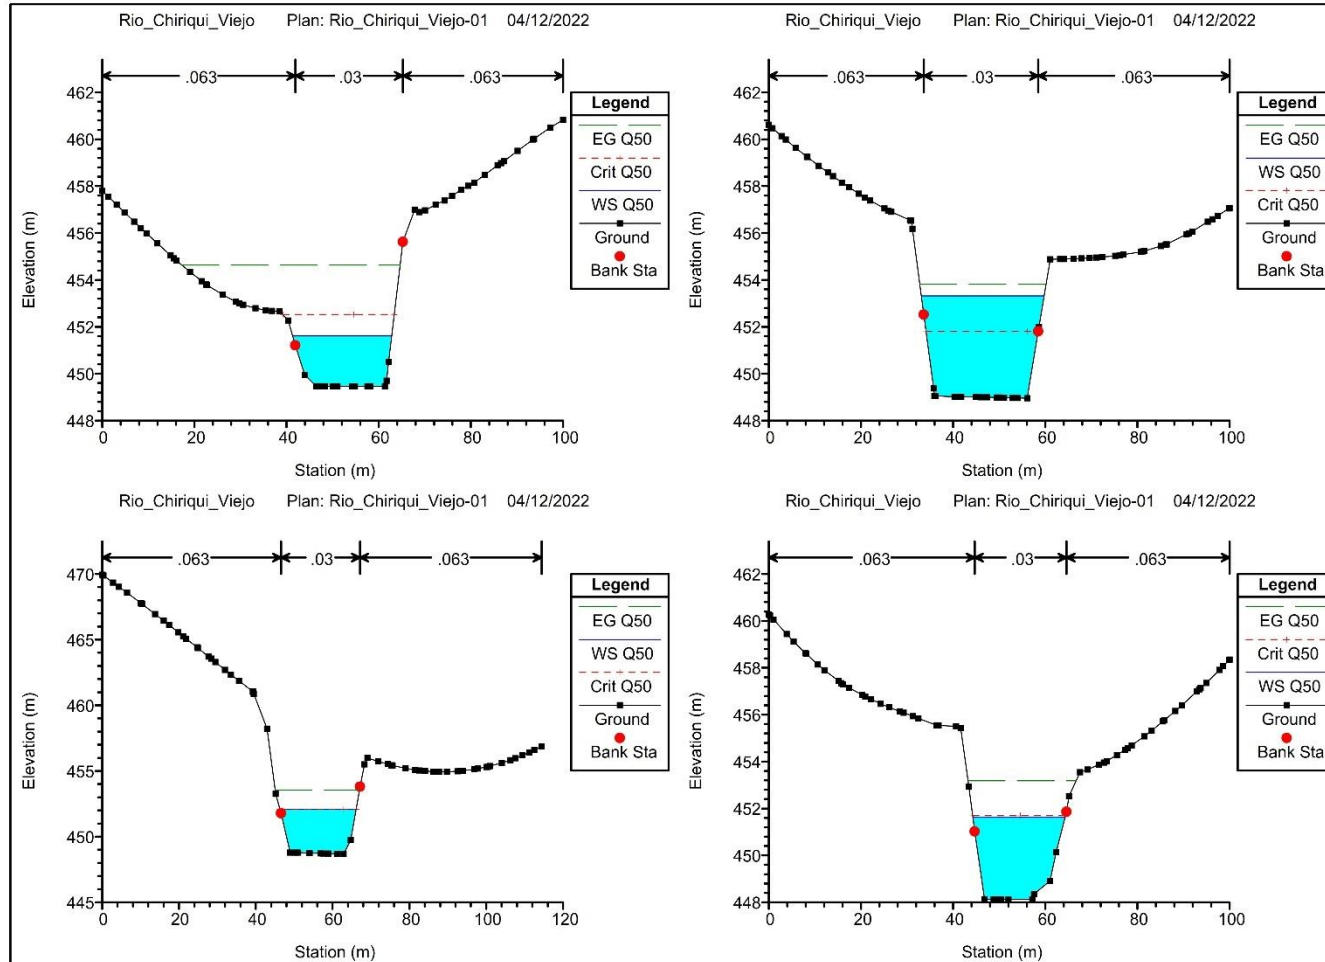 Rio_Chiriqui_Viejo Plan: Rio_Chiriqui_Viejo-01 04/12/2022
.063 .03 .063
462
460
458
456
454
452
450
448
Elevation (m)
0 20 40 60 80 100
Station (m)
Legend
EG Q50
Crit Q50
WS Q50
Ground
Bank Sta
Rio_Chiriqui_Viejo Plan: Rio_Chiriqui_Viejo-01 04/12/2022
.063 .03 .063
462
460
458
456
454
452
450
448
Elevation (m)
0 20 40 60 80 100
Station (m)
Legend
EG Q50
WS Q50
Crit Q50
Ground
Bank Sta
Rio_Chiriqui_Viejo Plan: Rio_Chiriqui_Viejo-01 04/12/2022
.063 .03 .063
470
465
460
455
450
445
Elevation (m)
0 20 40 60 80 100 120
Station (m)
Legend
EG Q50
WS Q50
Crit Q50
Ground
Bank Sta
Rio_Chiriqui_Viejo Plan: Rio_Chiriqui_Viejo-01 04/12/2022
.063 .03 .063
462
460
458
456
454
452
450
448
Elevation (m)
0 20 40 60 80 100
Station (m)
Legend
EG Q50
Crit Q50
WS Q50
Ground
Bank Sta